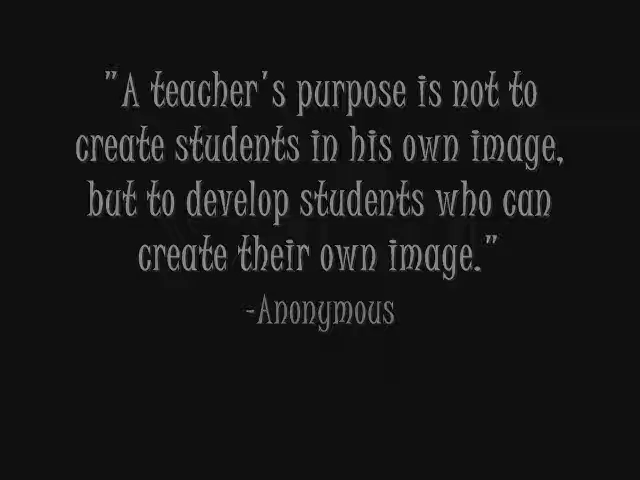 "A teacher's purpose is not to
create students in his own image,
but to develop students who can
create their own image."
-Anonymous